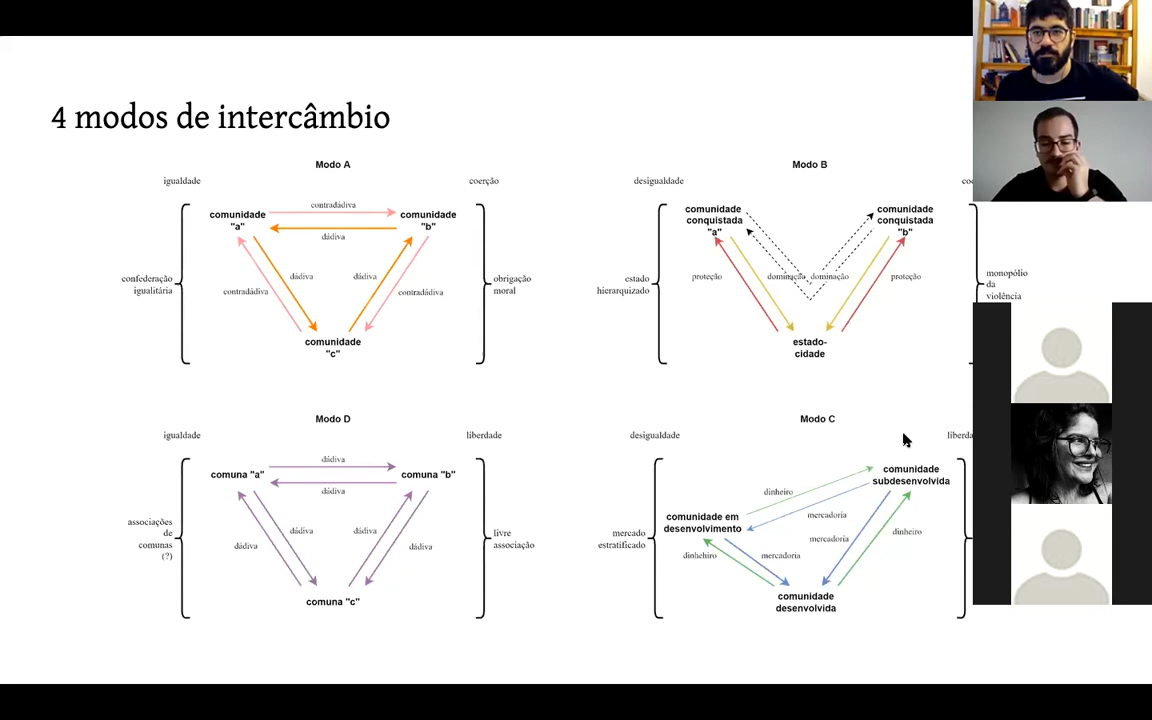 4 modos de intercâmbio
Modo A
igualdade
coerção
contradádiva
comunidade
"a"
comunidade
"b"
dádiva
dádiva
dádiva
confederação
igualitária
contradádiva
contradádiva
obrigação
moral
comunidade
"c"
Modo B
desigualdade
comunidade
conquistada
"a"
comunidade
conquistada
"b"
proteção
dominação
dominação
proteção
estado
hierarquizado
monopólio
da
violência
estado-
cidade
Modo D
igualdade
liberdade
dádiva
comuna "a"
comuna "b"
dádiva
associações
de
comunas
(?)
dádiva
dádiva
dádiva
dádiva
livre
associação
comuna "c"
Modo C
desigualdade
liberda
comunidade
subdesenvolvida
dinheiro
comunidade em
desenvolvimento
mercadoria
mercadoria
dinheiro
mercado
estratificado
dinhehiro
mercadoria
comunidade
desenvolvida